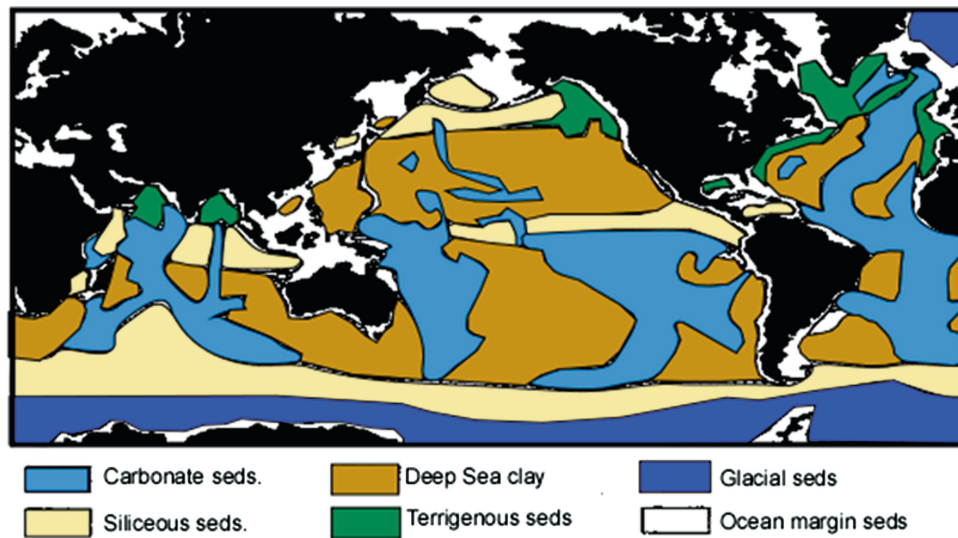 Carbonate seds.
Deep Sea clay
Glacial seds
Siliceous seds.
Terrigenous seds
Ocean margin seds